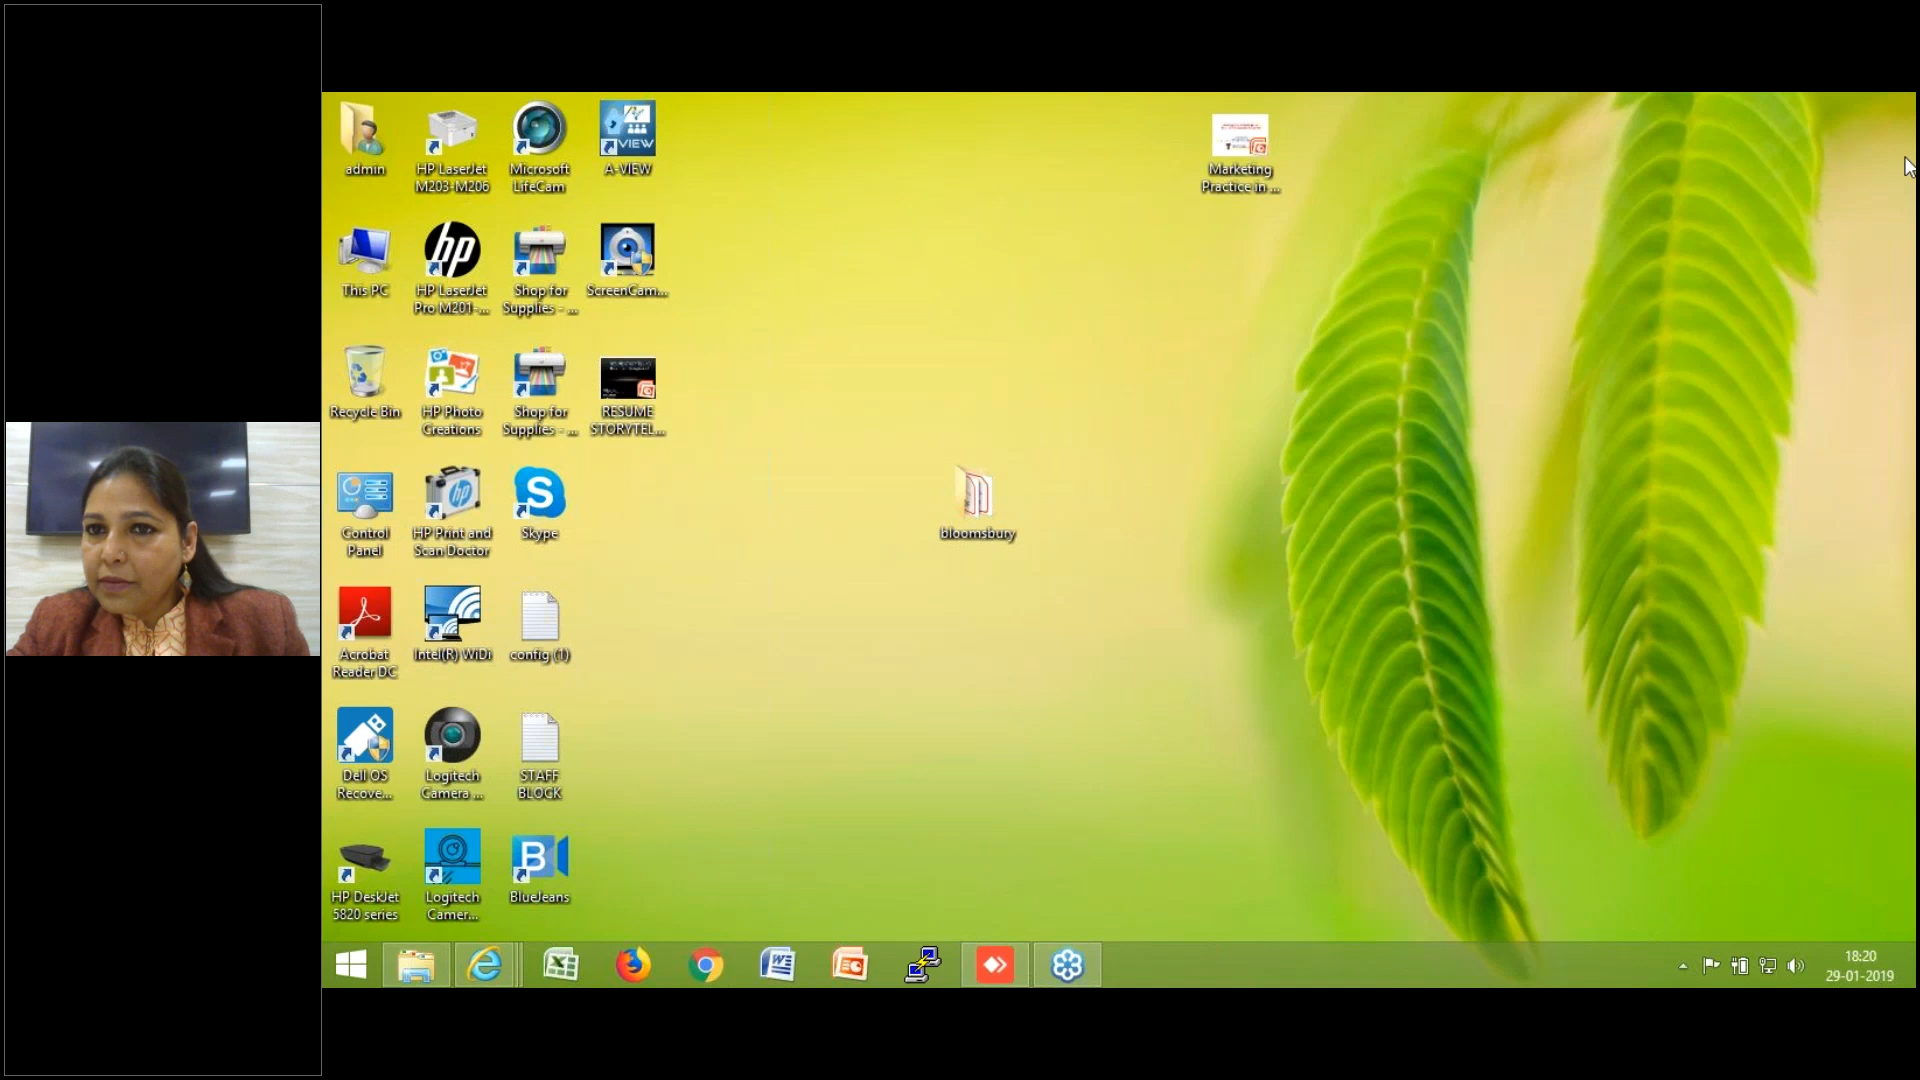 admin
HP LaserJet
M203-M206
Microsoft
LifeCam
VIEW
A-VIEW
Marketing
Practice in ...
This PC
hp
HP LaserJet
Pro M201-...
Shop for
Supplies - ...
ScreenCam...
Recycle Bin
HP Photo
Creations
Shop for
Supplies - ...
RESUME
STORYTEL...
Control
Panel
hp
HP Print and
Scan Doctor
S
Skype
bloomsbury
Acrobat
Reader DC
Intel(R) WiDi
config (1)
Dell OS
Recove...
Logitech
Camera ...
STAFF
BLOCK
HP DeskJet
5820 series
Logitech
Camer...
B
BlueJeans
18:20
29-01-2019